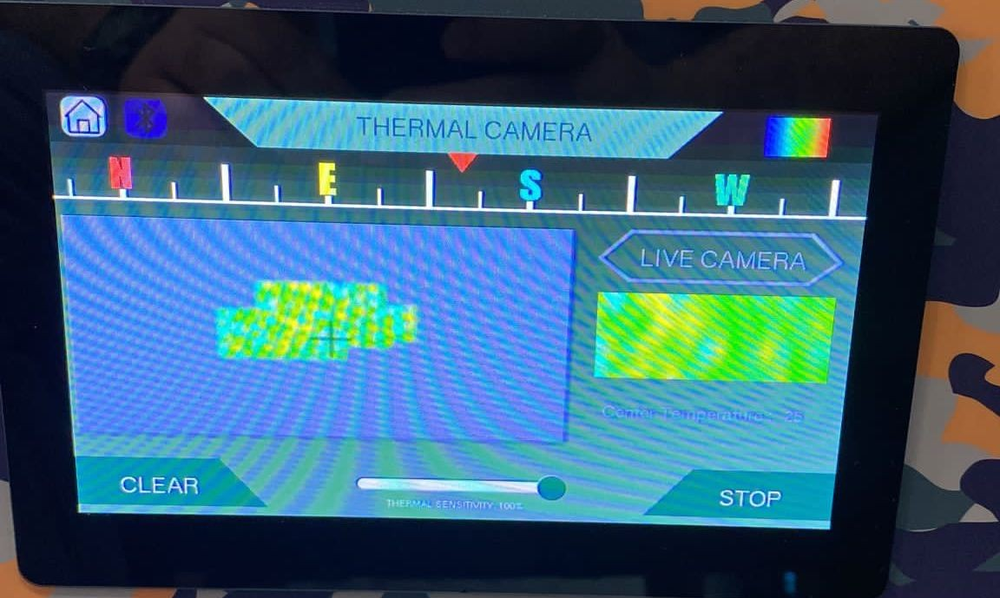 THERMAL CAMERA
N E S W
LIVE CAMERA
Center Temperature : 25
CLEAR
THERMAL SENSITIVITY: 100%
STOP